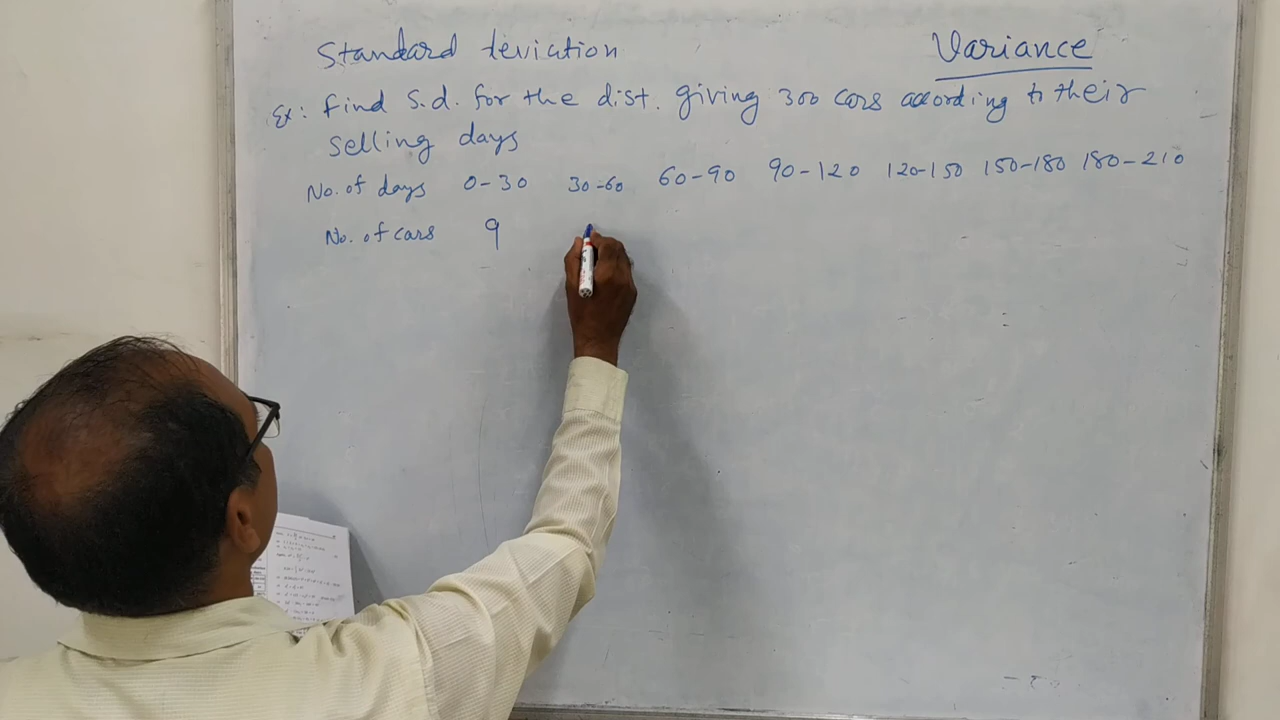 Standard deviation
Variance
Ex: Find S.d. for the dist. giving 300 cars according to their
selling days
No. of days 0-30 30-60 60-90 90-120 120-150 150-180 180-210
No. of cars 9